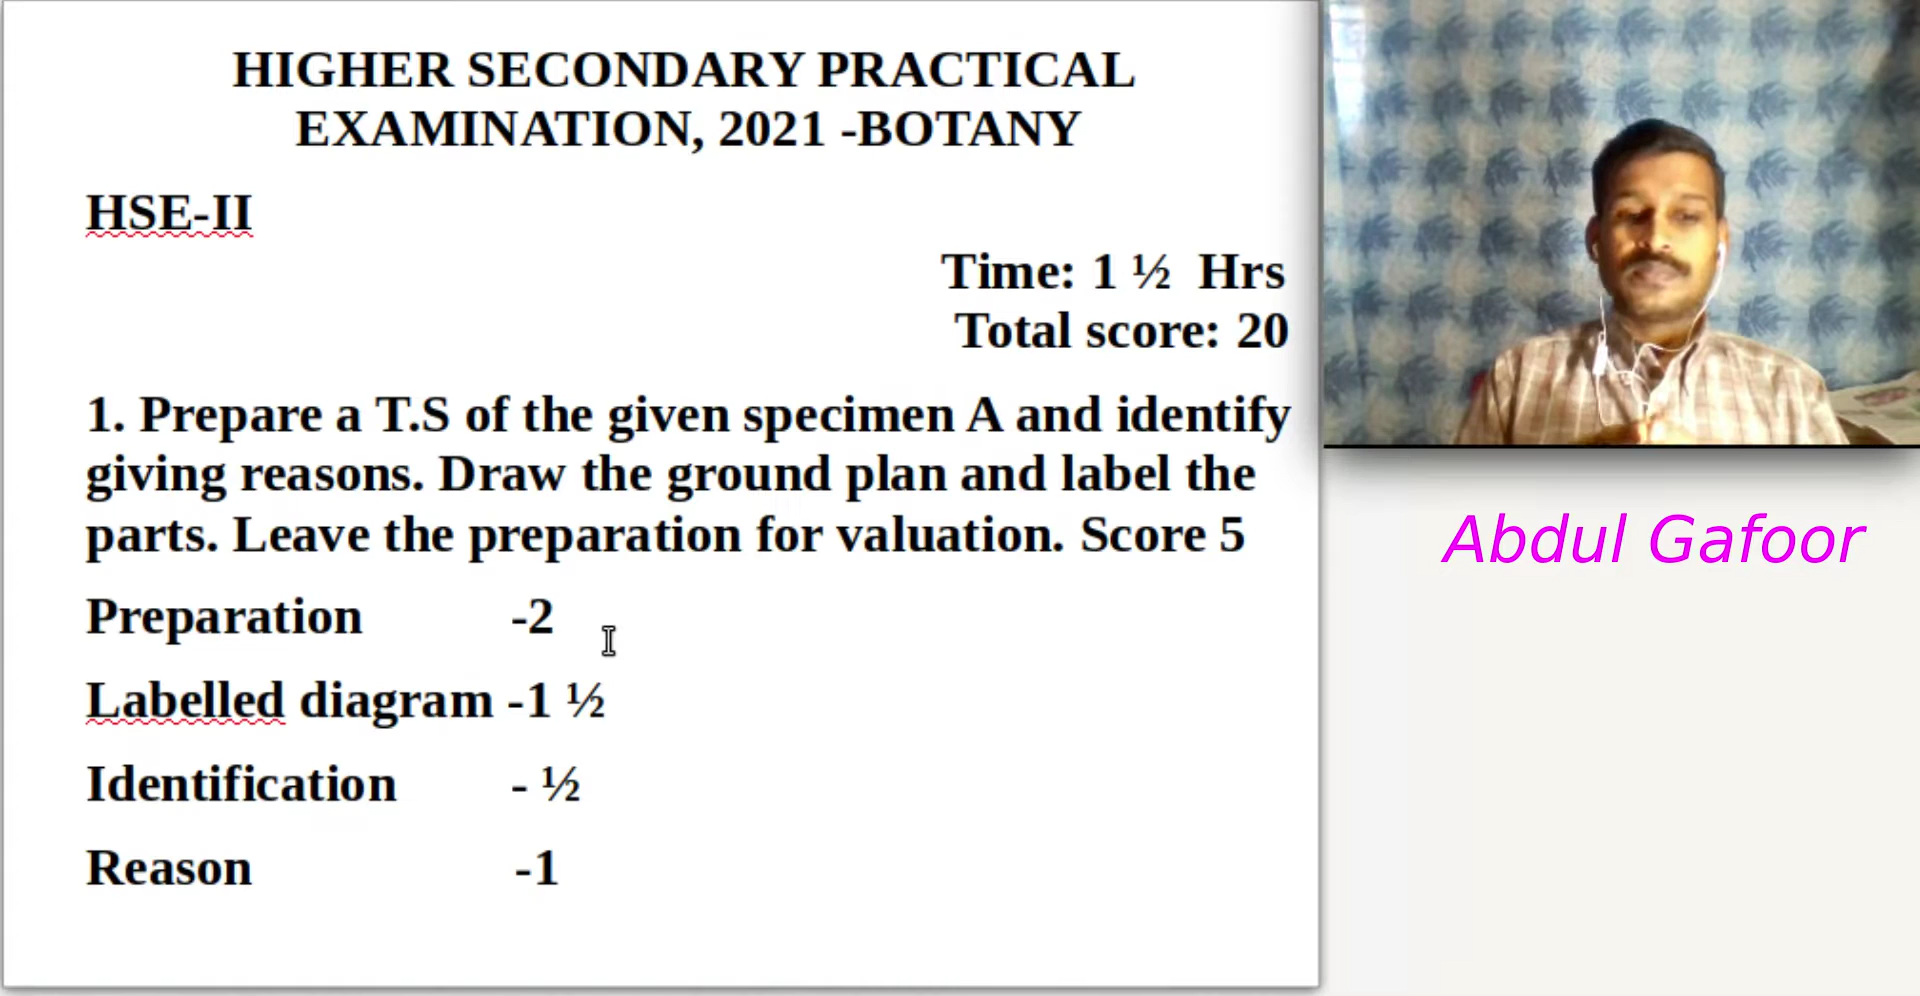 HIGHER SECONDARY PRACTICAL
EXAMINATION, 2021 -BOTANY
HSE-II
Time: 1 ½ Hrs
Total score: 20
1. Prepare a T.S of the given specimen A and identify
giving reasons. Draw the ground plan and label the
parts. Leave the preparation for valuation. Score 5
Preparation -2
Labelled diagram -1 ½
Identification - ½
Reason -1
Abdul Gafoor